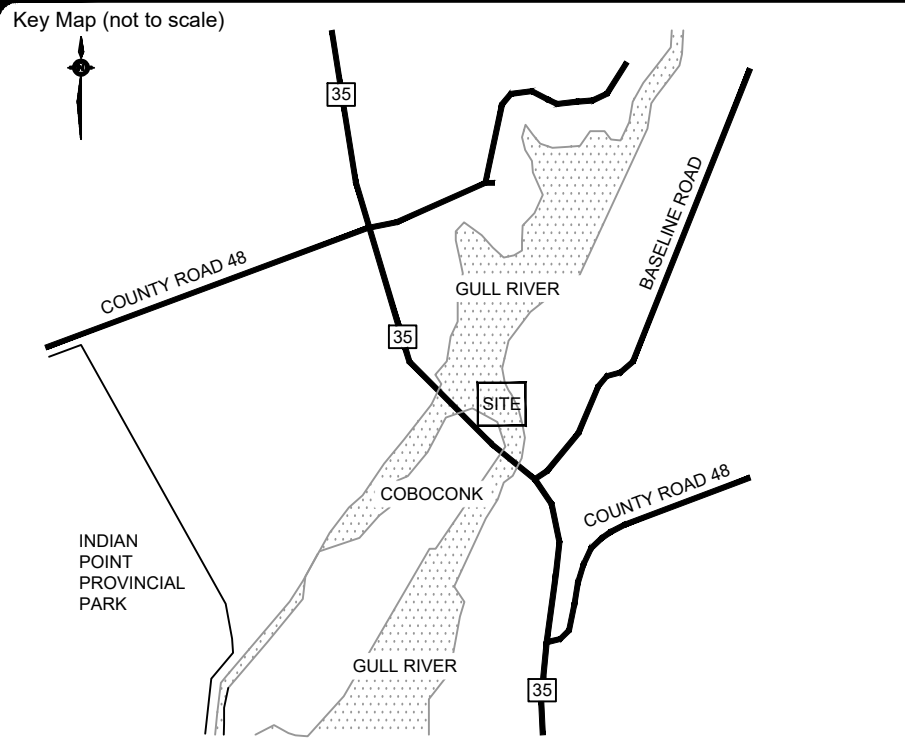 Key Map (not to scale)
N
35
BASELINE ROAD
COUNTY ROAD 48
GULL RIVER
35
SITE
COBOCONK
COUNTY ROAD 48
INDIAN
POINT
PROVINCIAL
PARK
GULL RIVER
35